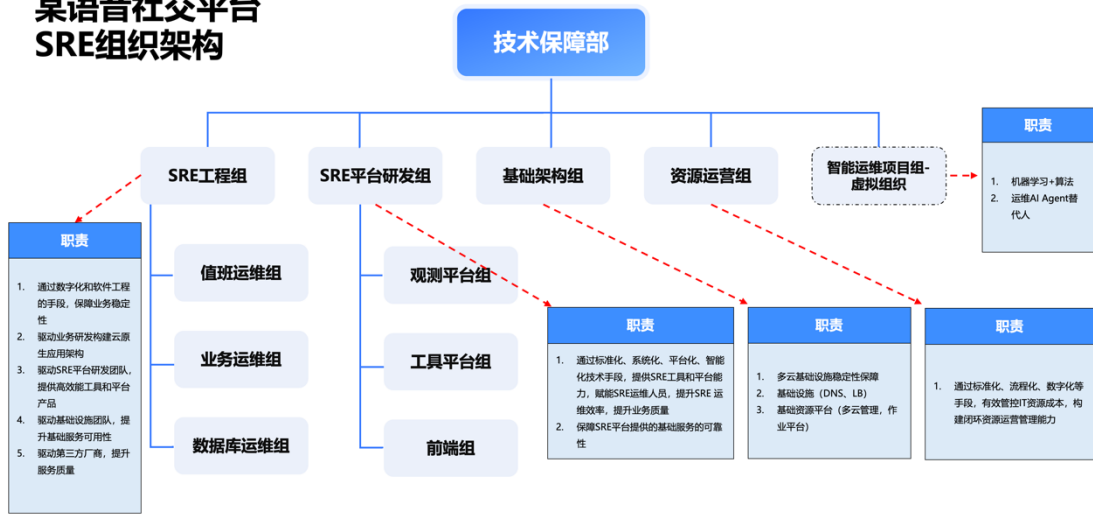 某语音社交平台
SRE组织架构
技术保障部
SRE工程组
SRE平台研发组
基础架构组
资源运营组
智能运维项目组-
虚拟组织
职责
1. 机器学习+算法
2. 运维AI Agent替
代人
职责
1. 通过数字化和软件工程
的手段，保障业务稳定
性
2. 驱动业务研发构建云原
生应用架构
3. 驱动SRE平台研发团队，
提供高效能工具和平台
产品
4. 驱动基础设施团队，提
升基础服务可用性
5. 驱动第三方厂商，提升
服务质量
值班运维组
业务运维组
数据库运维组
观测平台组
工具平台组
前端组
职责
1. 通过标准化、系统化、平台化、智能
化技术手段，提供SRE工具和平台能
力，赋能SRE运维人员，提升SRE 运
维效率，提升业务质量
2. 保障SRE平台提供的基础服务的可靠
性
职责
1. 多云基础设施稳定性保障
2. 基础设施（DNS、LB）
3. 基础资源平台（多云管理，作
业平台）
职责
1. 通过标准化、流程化、数字化等
手段，有效管控IT资源成本，构
建闭环资源运营管理能力